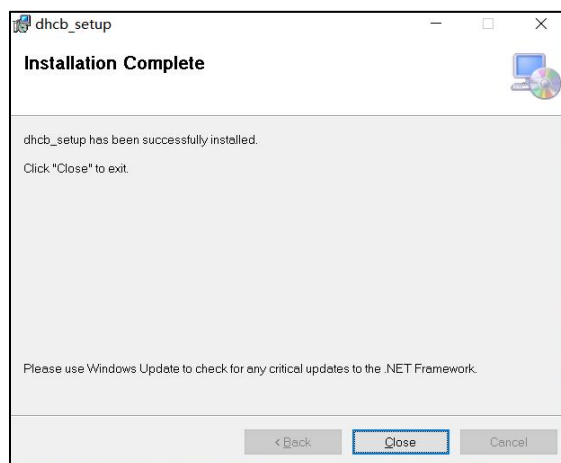 dhcb_setup
Installation Complete
dhcb_setup has been successfully installed.
Click "Close" to exit.
Please use Windows Update to check for any critical updates to the .NET Framework.
< Back
Close
Cancel